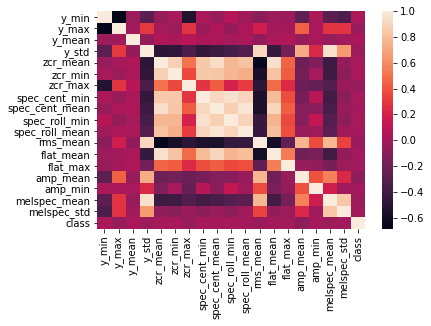 y_min
y_max
y_mean
y_std
zcr_mean
zcr_min
zcr_max
spec_cent_min
spec_cent_mean
spec_roll_min
spec_roll_mean
rms_mean
flat_mean
flat_max
amp_mean
amp_min
melspec_mean
melspec_std
class
y_min
y_max
y_mean
y_std
zcr_mean
zcr_min
zcr_max
spec_cent_min
spec_cent_mean
spec_roll_min
spec_roll_mean
rms_mean
flat_mean
flat_max
amp_mean
amp_min
melspec_mean
melspec_std
class
1.0
0.8
0.6
0.4
0.2
0.0
−0.2
−0.4
−0.6